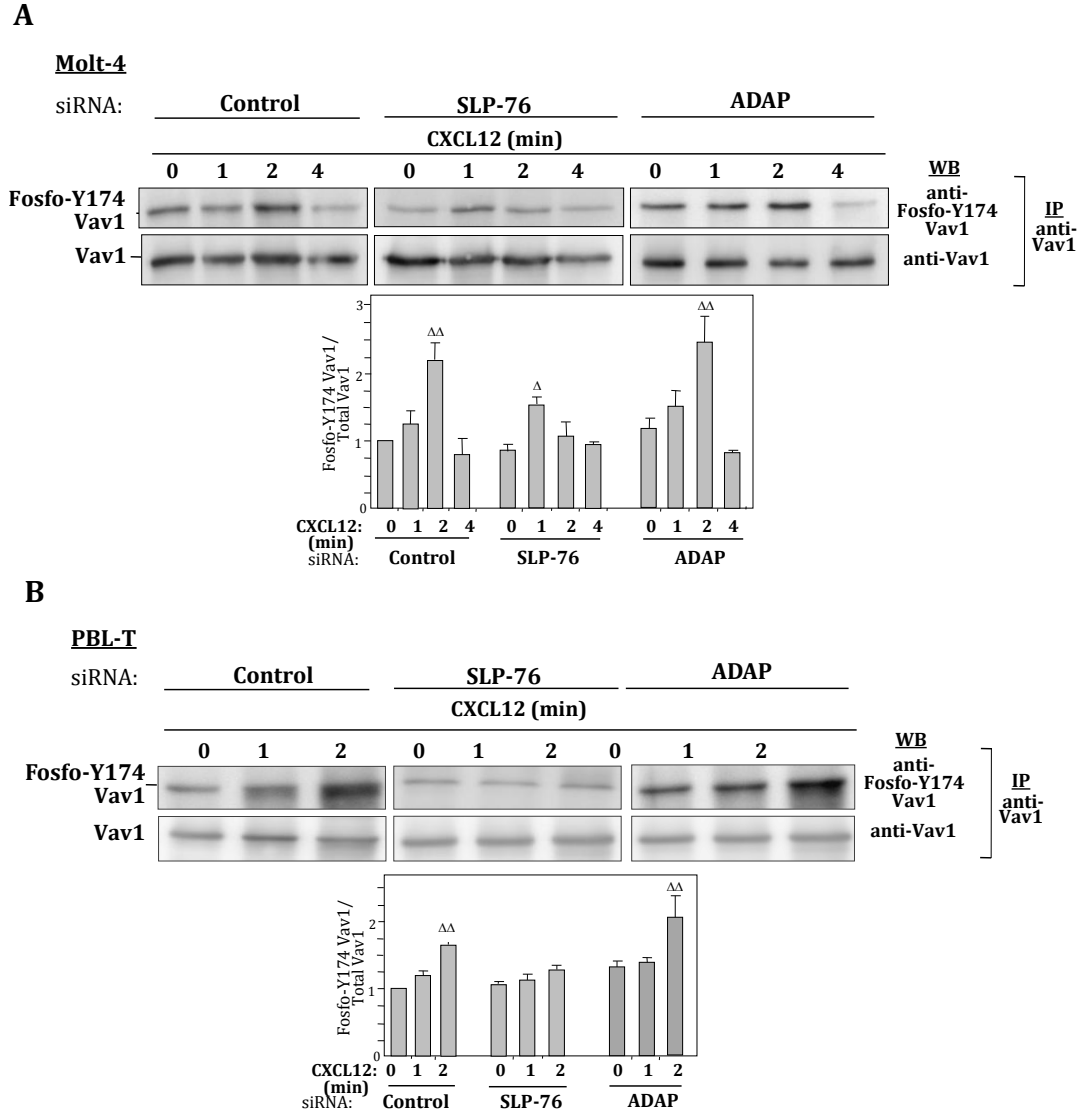 A
Molt-4
siRNA: Control SLP-76 ADAP
CXCL12 (min)
0 1 2 4 0 1 2 4 0 1 2 4
WB
Fosfo-Y174
Vav1
anti-
Fosfo-Y174
Vav1
IP
anti-
Vav1
Vav1
anti-Vav1
3
2
1
0
Fosfo-Y174 Vav1/
Total Vav1
ΔΔ
Δ
ΔΔ
CXCL12: 0 1 2 4 0 1 2 4 0 1 2 4
(min)
siRNA: Control SLP-76 ADAP
B
PBL-T
siRNA: Control SLP-76 ADAP
CXCL12 (min)
0 1 2 0 1 2 0 1 2
WB
Fosfo-Y174
Vav1
anti-
Fosfo-Y174
Vav1
IP
anti-
Vav1
Vav1
anti-Vav1
2
1
0
Fosfo-Y174 Vav1/
Total Vav1
ΔΔ
ΔΔ
CXCL12: 0 1 2 0 1 2 0 1 2
(min)
siRNA: Control SLP-76 ADAP